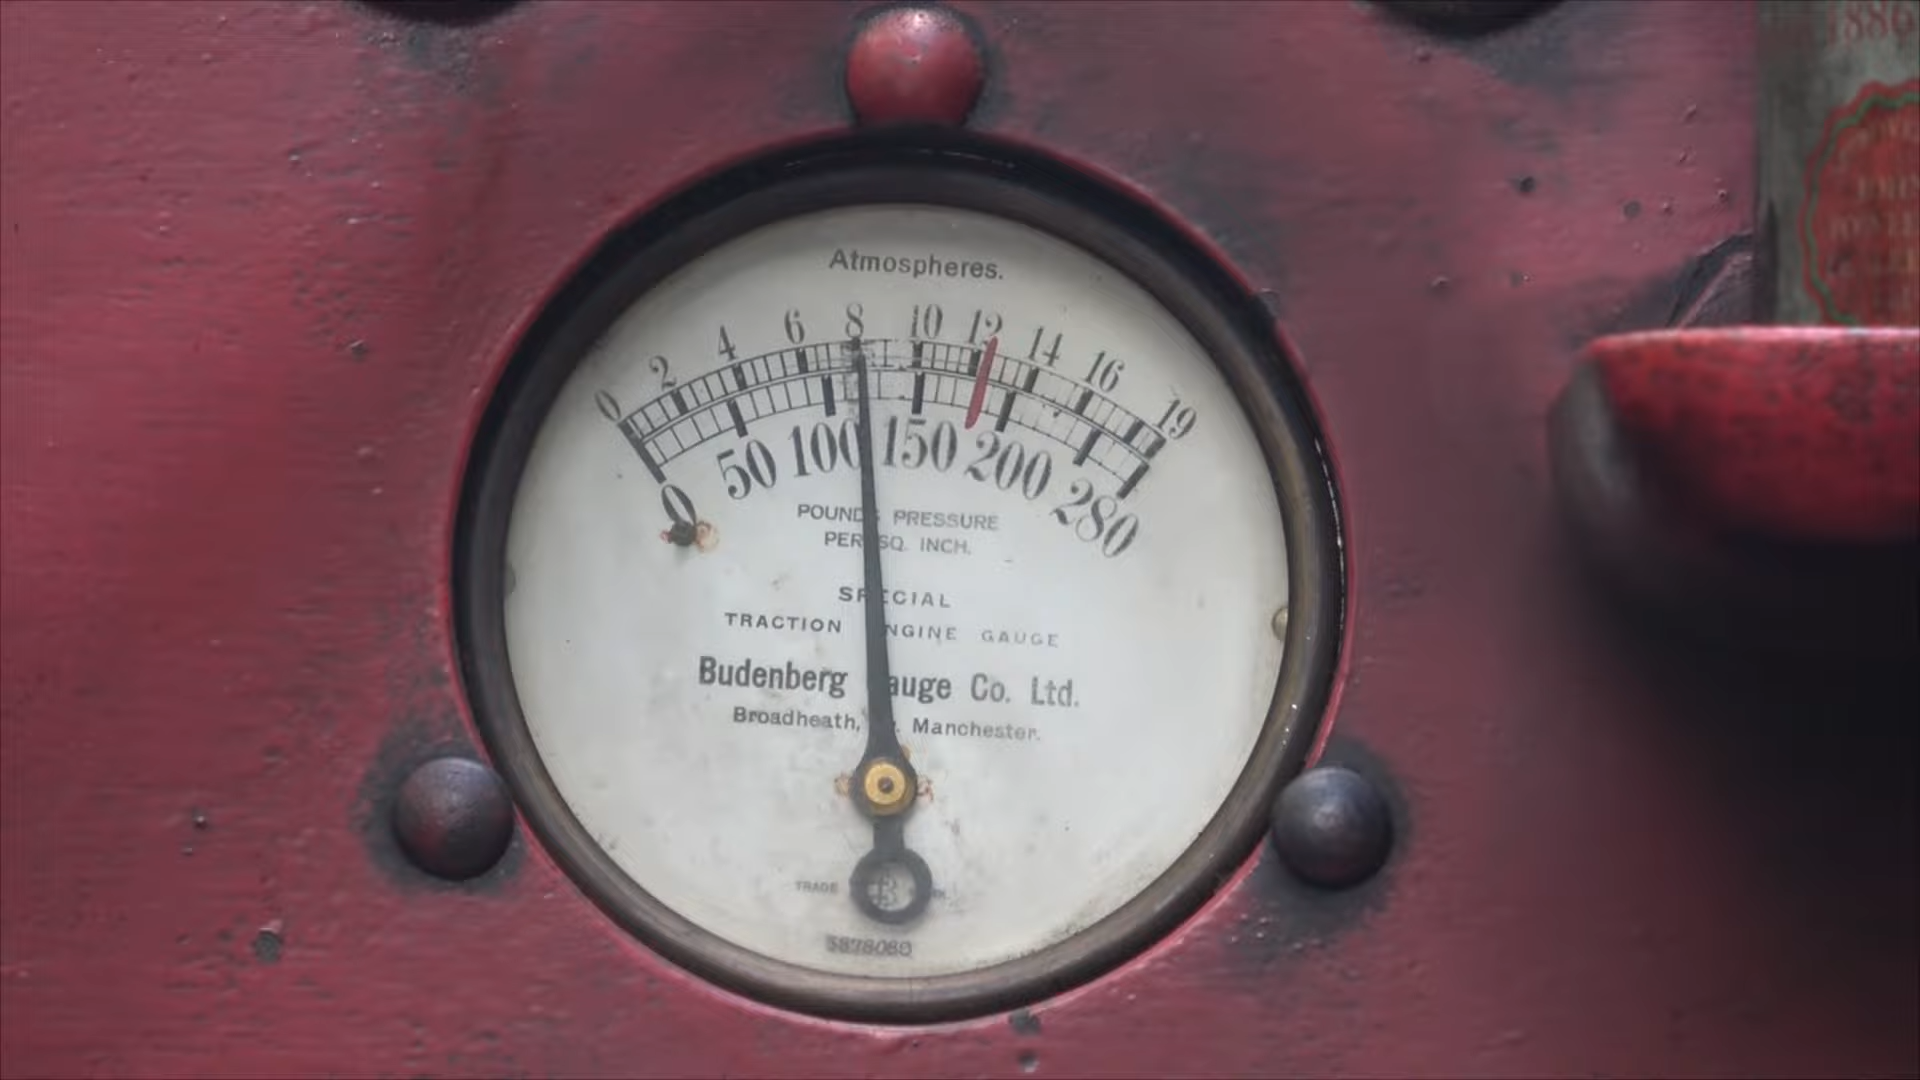 Atmospheres.
0 2 4 6 8 10 12 14 16 19
0 50 100 150 200 280
POUNDS PRESSURE
PER SQ. INCH.
SPECIAL
TRACTION ENGINE GAUGE
Budenberg Gauge Co. Ltd.
Broadheath, Manchester.
TRADE
1886